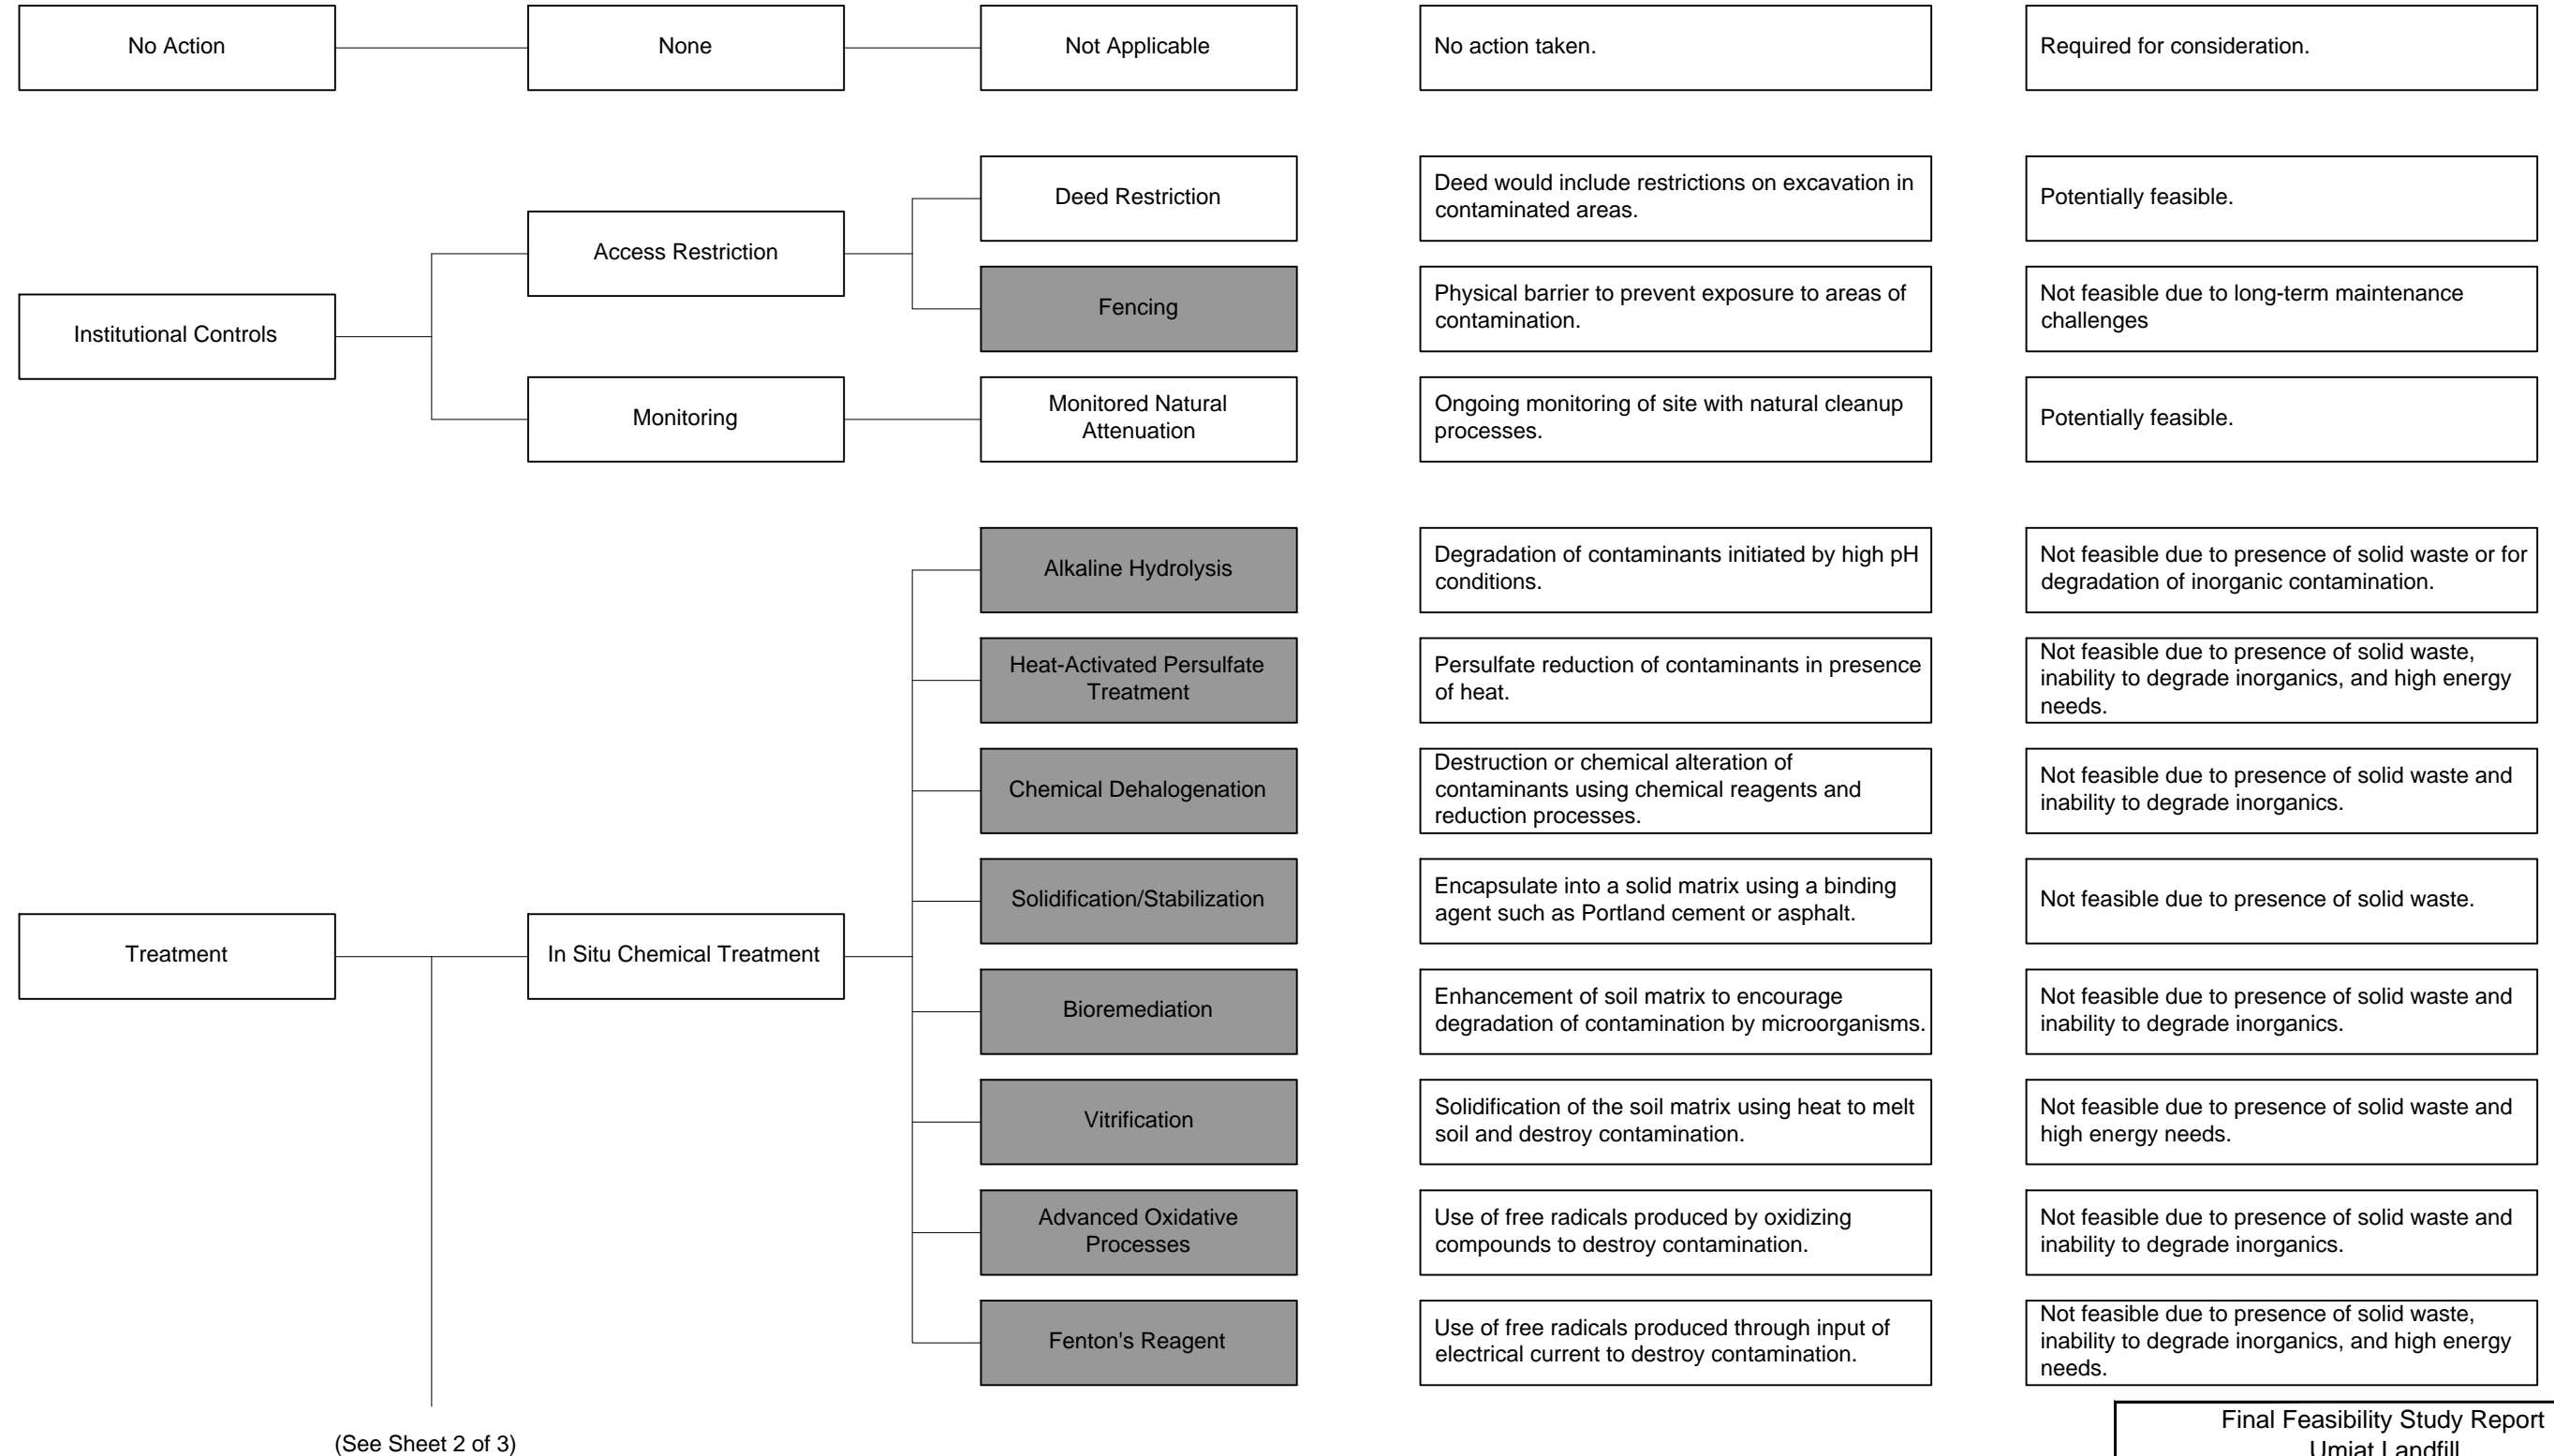 No Action
None
Not Applicable
No action taken.
Required for consideration.
Institutional Controls
Access Restriction
Deed Restriction
Deed would include restrictions on excavation in
contaminated areas.
Potentially feasible.
Fencing
Physical barrier to prevent exposure to areas of
contamination.
Not feasible due to long-term maintenance
challenges
Monitoring
Monitored Natural
Attenuation
Ongoing monitoring of site with natural cleanup
processes.
Potentially feasible.
Treatment
In Situ Chemical Treatment
Alkaline Hydrolysis
Degradation of contaminants initiated by high pH
conditions.
Not feasible due to presence of solid waste or for
degradation of inorganic contamination.
Heat-Activated Persulfate
Treatment
Persulfate reduction of contaminants in presence
of heat.
Not feasible due to presence of solid waste,
inability to degrade inorganics, and high energy
needs.
Chemical Dehalogenation
Destruction or chemical alteration of
contaminants using chemical reagents and
reduction processes.
Not feasible due to presence of solid waste and
inability to degrade inorganics.
Solidification/Stabilization
Encapsulate into a solid matrix using a binding
agent such as Portland cement or asphalt.
Not feasible due to presence of solid waste.
Bioremediation
Enhancement of soil matrix to encourage
degradation of contamination by microorganisms.
Not feasible due to presence of solid waste and
inability to degrade inorganics.
Vitrification
Solidification of the soil matrix using heat to melt
soil and destroy contamination.
Not feasible due to presence of solid waste and
high energy needs.
Advanced Oxidative
Processes
Use of free radicals produced by oxidizing
compounds to destroy contamination.
Not feasible due to presence of solid waste and
inability to degrade inorganics.
Fenton's Reagent
Use of free radicals produced through input of
electrical current to destroy contamination.
Not feasible due to presence of solid waste,
inability to degrade inorganics, and high energy
needs.
(See Sheet 2 of 3)
Final Feasibility Study Report
Umiat Landfill